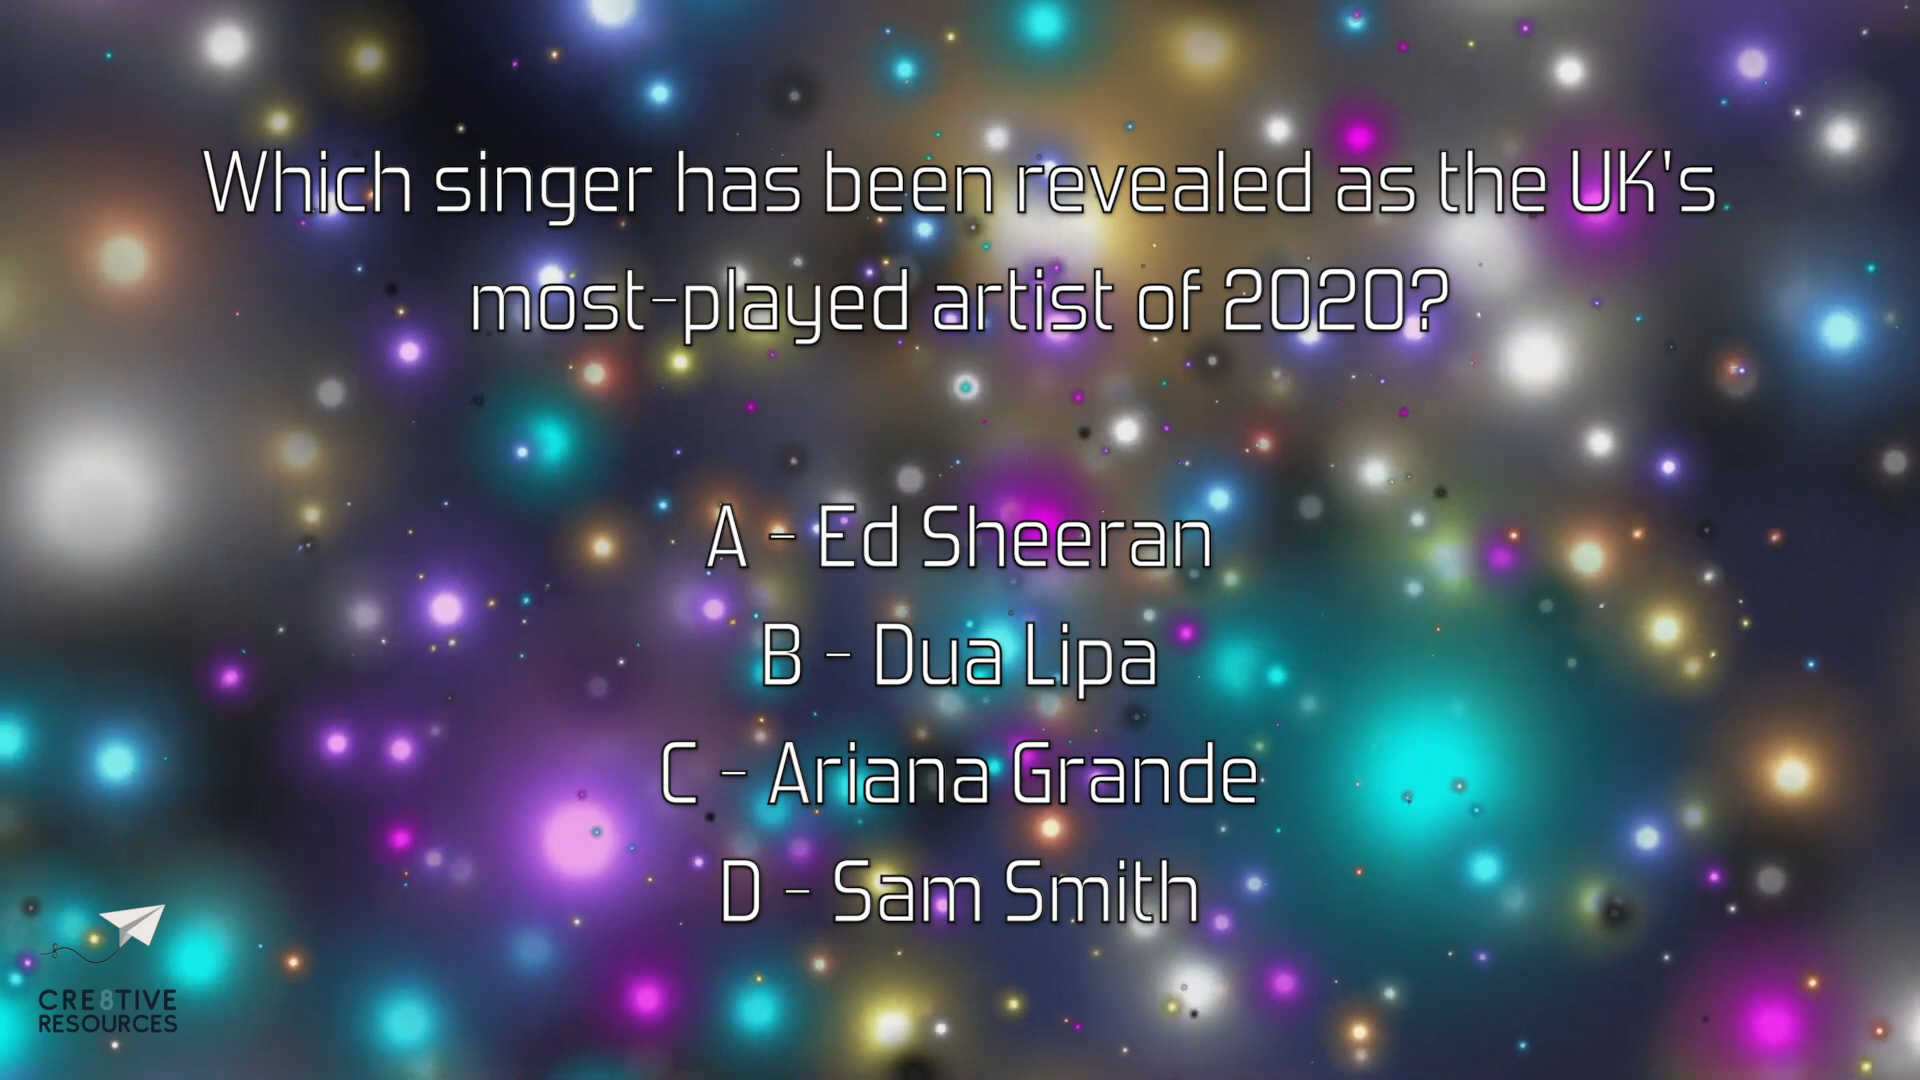 Which singer has been revealed as the UK's
most-played artist of 2020?
A - Ed Sheeran
B - Dua Lipa
C - Ariana Grande
D - Sam Smith
CRE8TIVE
RESOURCES